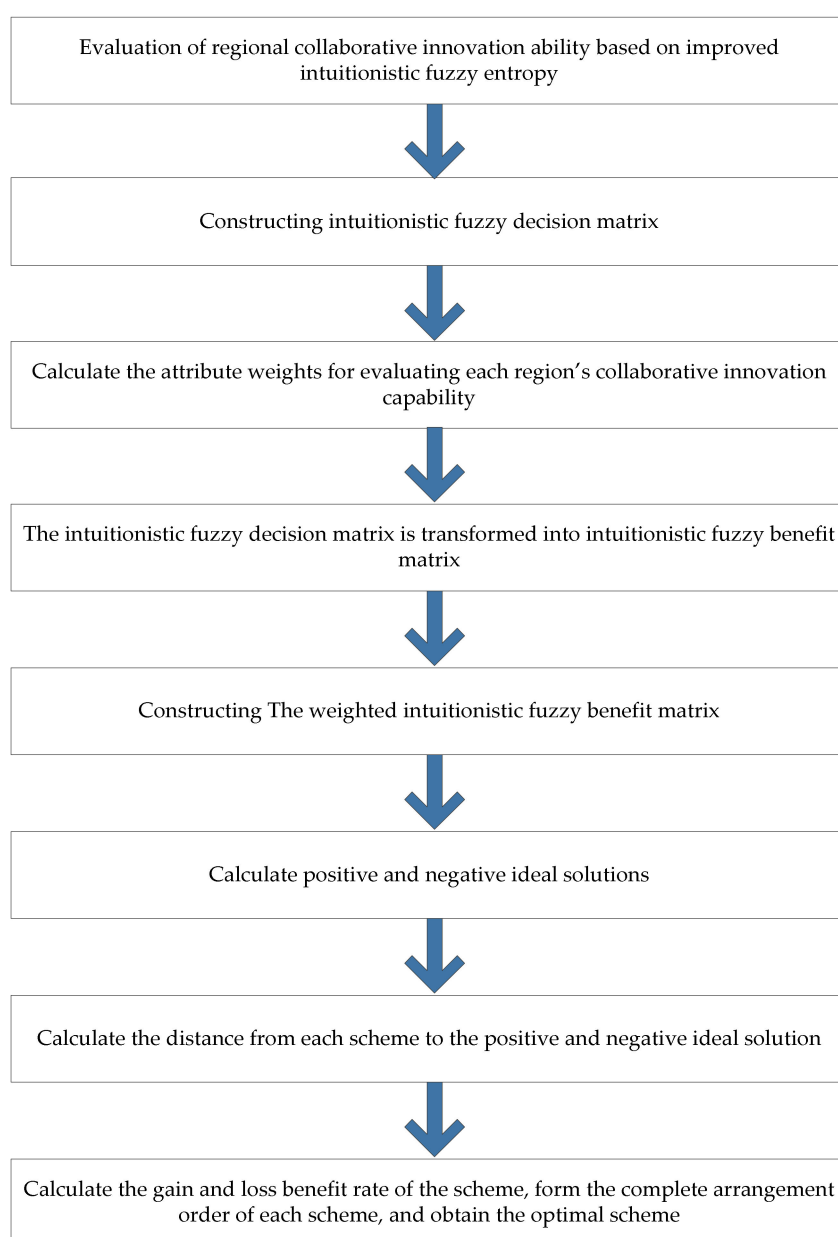 Evaluation of regional collaborative innovation ability based on improved
intuitionistic fuzzy entropy
Constructing intuitionistic fuzzy decision matrix
Calculate the attribute weights for evaluating each region's collaborative innovation
capability
The intuitionistic fuzzy decision matrix is transformed into intuitionistic fuzzy benefit
matrix
Constructing The weighted intuitionistic fuzzy benefit matrix
Calculate positive and negative ideal solutions
Calculate the distance from each scheme to the positive and negative ideal solution
Calculate the gain and loss benefit rate of the scheme, form the complete arrangement
order of each scheme, and obtain the optimal scheme